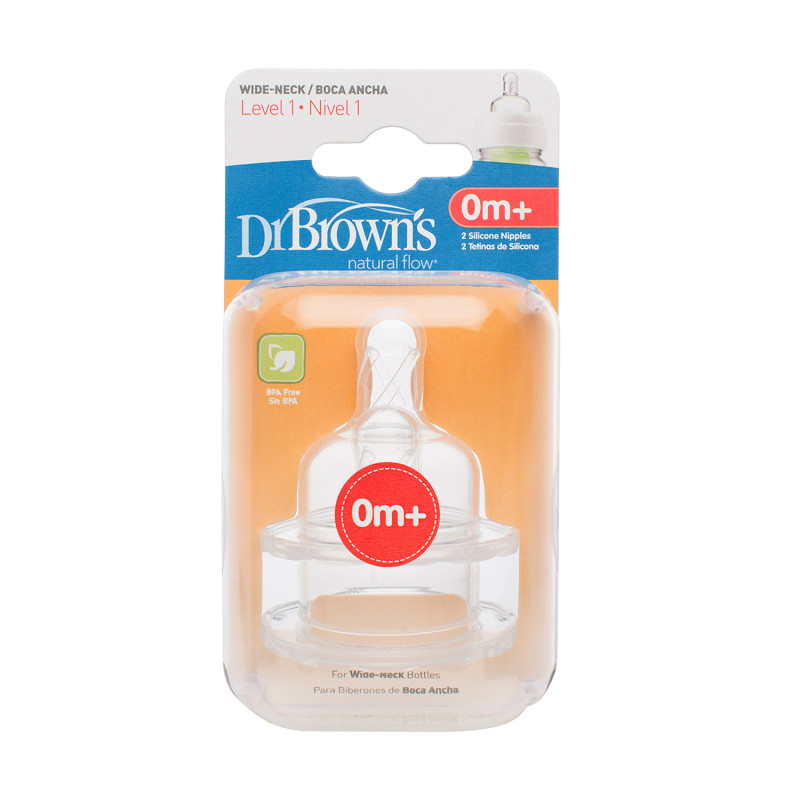 WIDE-NECK / BOCA ANCHA
Level 1 • Nivel 1
0m+
2 Silicone Nipples
2 Tetinas de Silicona
DrBrown's
natural flow®
BPA Free
Sin BPA
0m+
For Wide-Neck Bottles
Para Biberones de Boca Ancha